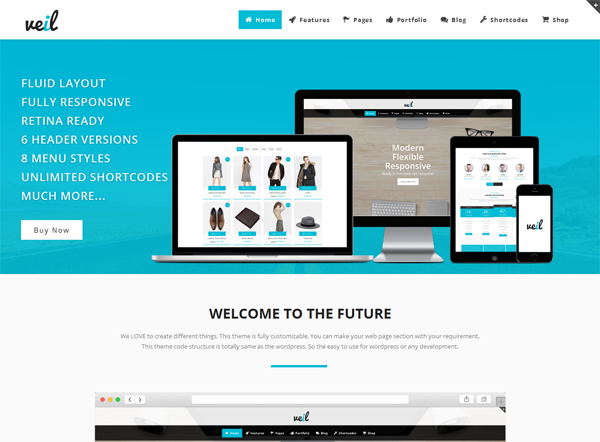 veil
Home Features Pages Portfolio Blog Shortcodes Shop
FLUID LAYOUT
FULLY RESPONSIVE
RETINA READY
6 HEADER VERSIONS
8 MENU STYLES
UNLIMITED SHORTCODES
MUCH MORE...
Buy Now
veil
Modern
Flexible
Responsive
veil
WELCOME TO THE FUTURE
We LOVE to create different things. This theme is fully customizable. You can make your web page section with your requirement.
This theme code structure is totally same as the wordpress. So the easy to use for wordpress or any development.
veil
Home Features Pages Portfolio Blog Shortcodes Shop